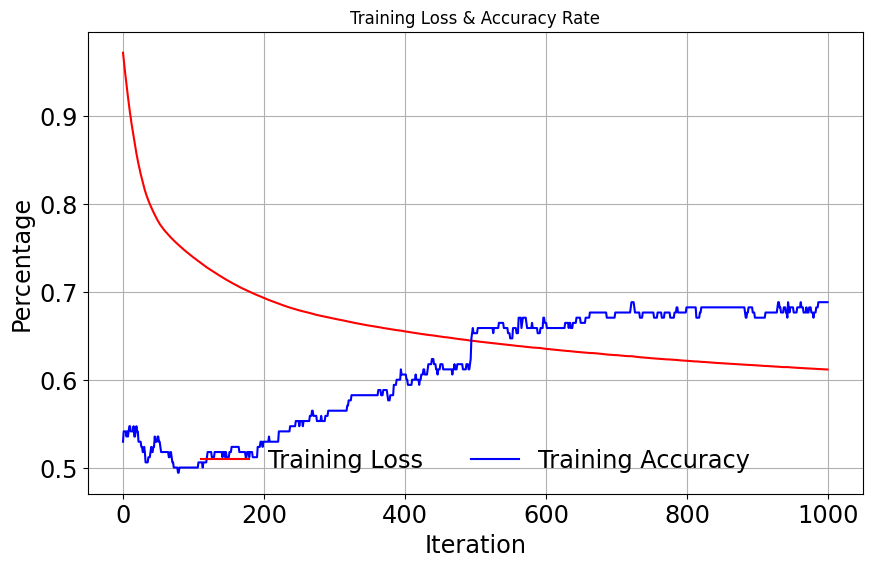 Training Loss & Accuracy Rate
Percentage
0.9
0.8
0.7
0.6
0.5
Training Loss
Training Accuracy
0 200 400 600 800 1000
Iteration